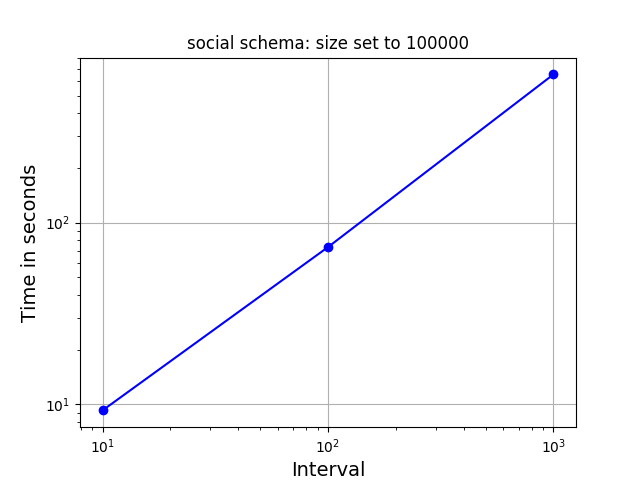 social schema: size set to 100000
Time in seconds
10²
10¹
10¹
10²
10³
Interval